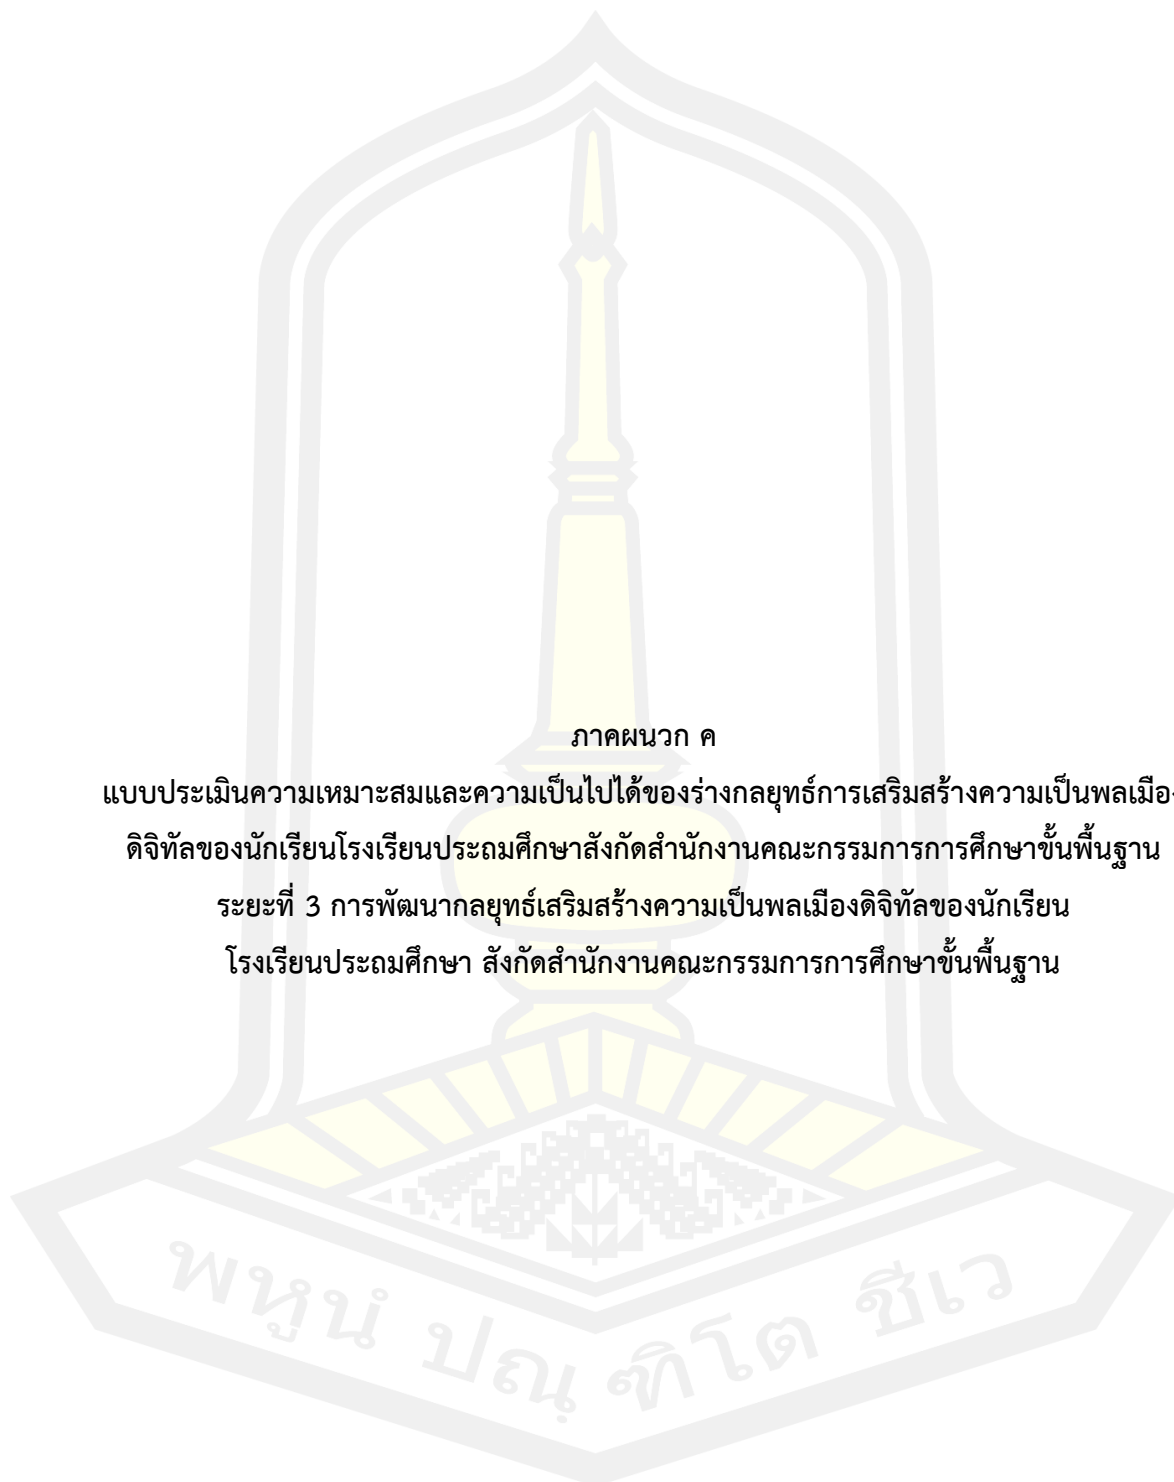 ภาคผนวก ค
แบบประเมินความเหมาะสมและความเป็นไปได้ของร่างกลยุทธ์การเสริมสร้างความเป็นพลเมือง
ดิจิทัลของนักเรียนโรงเรียนประถมศึกษาสังกัดสำนักงานคณะกรรมการการศึกษาขั้นพื้นฐาน
ระยะที่ 3 การพัฒนากลยุทธ์เสริมสร้างความเป็นพลเมืองดิจิทัลของนักเรียน
โรงเรียนประถมศึกษา สังกัดสำนักงานคณะกรรมการการศึกษาขั้นพื้นฐาน
พหูนํ ปณฺฑิโต ชีเว